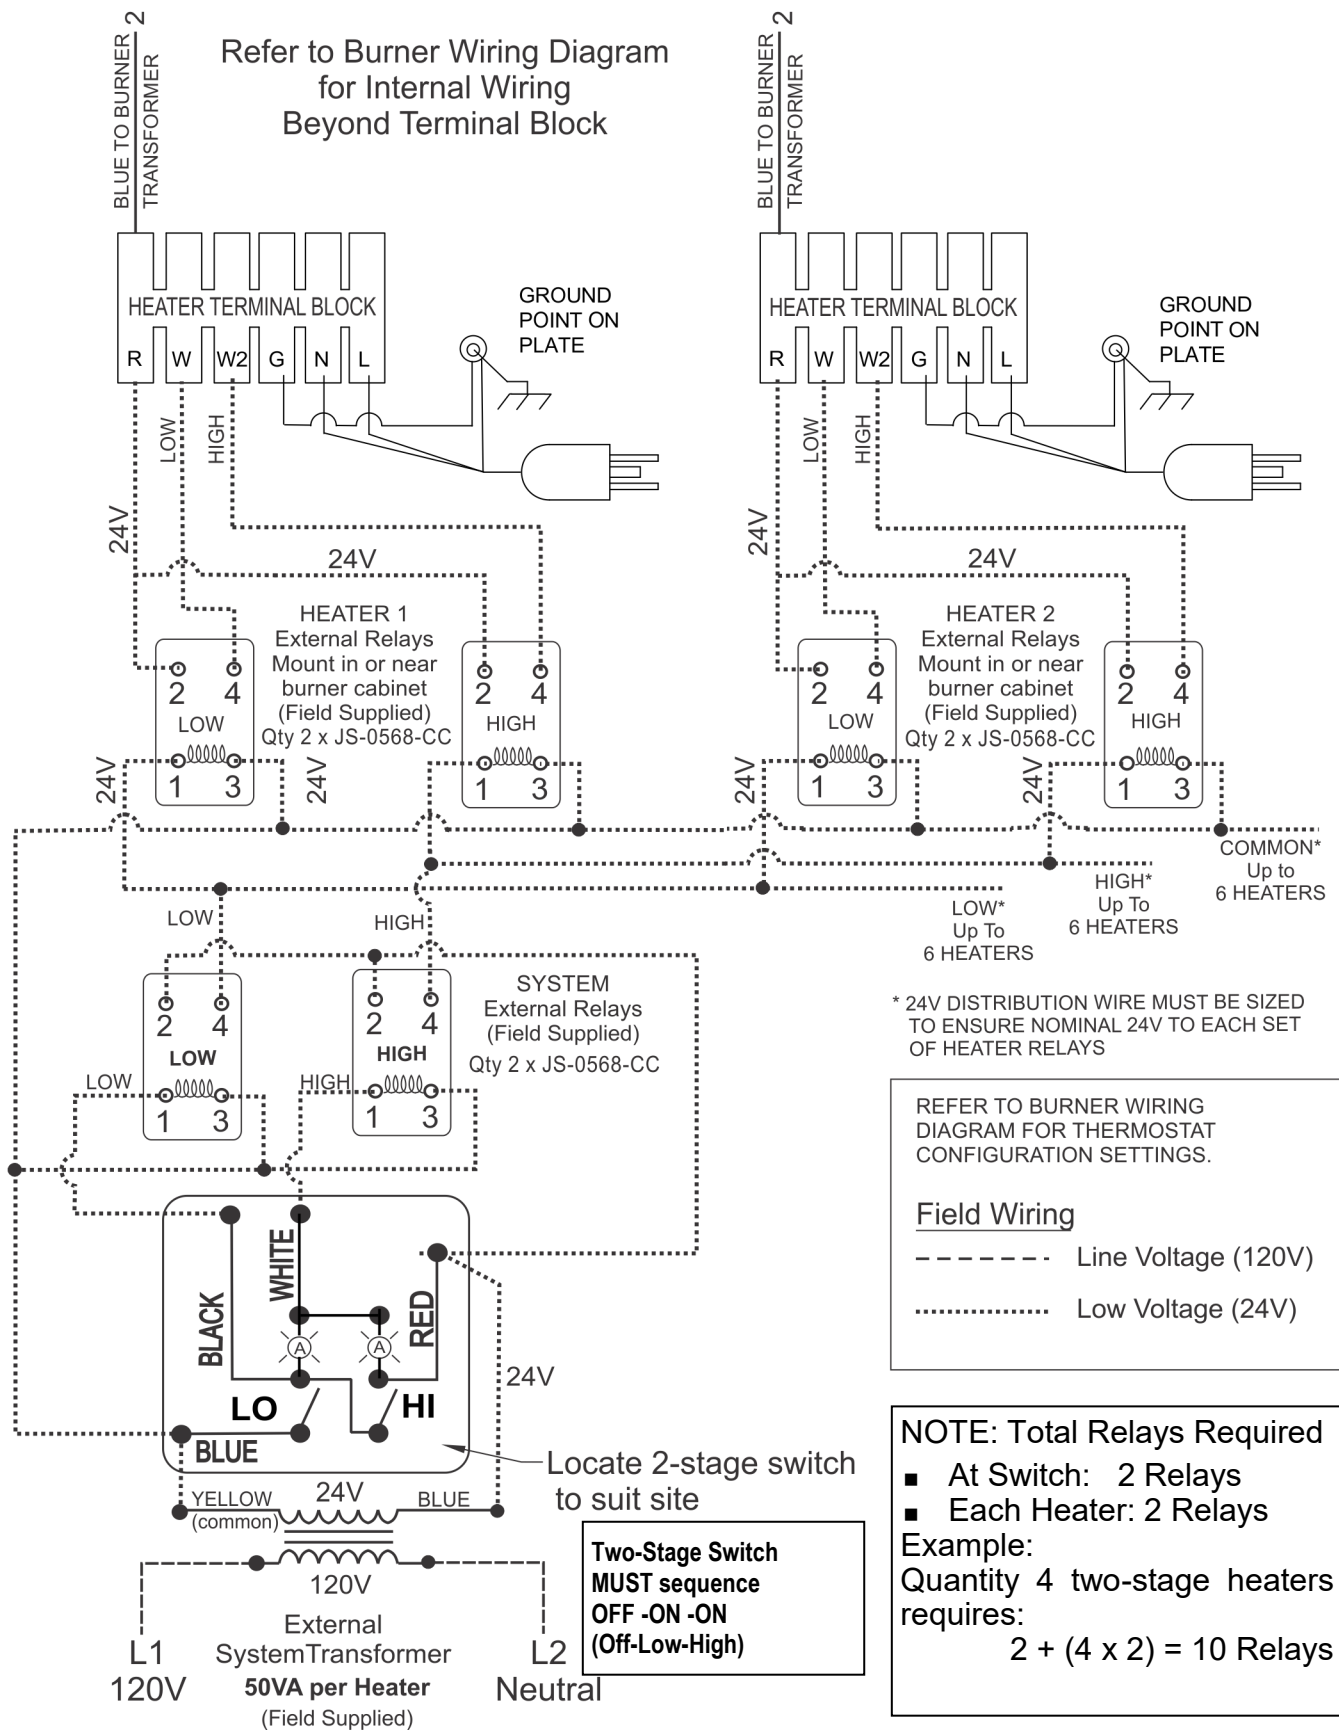 BLUE TO BURNER 2
TRANSFORMER
Refer to Burner Wiring Diagram
for Internal Wiring
Beyond Terminal Block
BLUE TO BURNER 2
TRANSFORMER
HEATER TERMINAL BLOCK
R W W2 G N L
GROUND
POINT ON
PLATE
HEATER TERMINAL BLOCK
R W W2 G N L
GROUND
POINT ON
PLATE
LOW
HIGH
24V
24V
LOW
HIGH
24V
24V
HEATER 1
External Relays
Mount in or near
burner cabinet
(Field Supplied)
Qty 2 x JS-0568-CC
2 4
LOW
1 3
2 4
HIGH
1 3
24V
24V
HEATER 2
External Relays
Mount in or near
burner cabinet
(Field Supplied)
Qty 2 x JS-0568-CC
2 4
LOW
1 3
2 4
HIGH
1 3
24V
24V
COMMON*
Up to
6 HEATERS
HIGH*
Up To
6 HEATERS
LOW*
Up To
6 HEATERS
LOW
HIGH
2 4
LOW
1 3
LOW
2 4
HIGH
1 3
HIGH
SYSTEM
External Relays
(Field Supplied)
Qty 2 x JS-0568-CC
* 24V DISTRIBUTION WIRE MUST BE SIZED
TO ENSURE NOMINAL 24V TO EACH SET
OF HEATER RELAYS
REFER TO BURNER WIRING
DIAGRAM FOR THERMOSTAT
CONFIGURATION SETTINGS.
Field Wiring
Line Voltage (120V)
Low Voltage (24V)
BLACK
WHITE
RED
A A
LO
HI
BLUE
24V
Locate 2-stage switch
to suit site
YELLOW
(common)
24V
BLUE
120V
L1
120V
External
SystemTransformer
50VA per Heater
(Field Supplied)
L2
Neutral
Two-Stage Switch
MUST sequence
OFF -ON -ON
(Off-Low-High)
NOTE: Total Relays Required
■ At Switch: 2 Relays
■ Each Heater: 2 Relays
Example:
Quantity 4 two-stage heaters
requires:
2 + (4 x 2) = 10 Relays